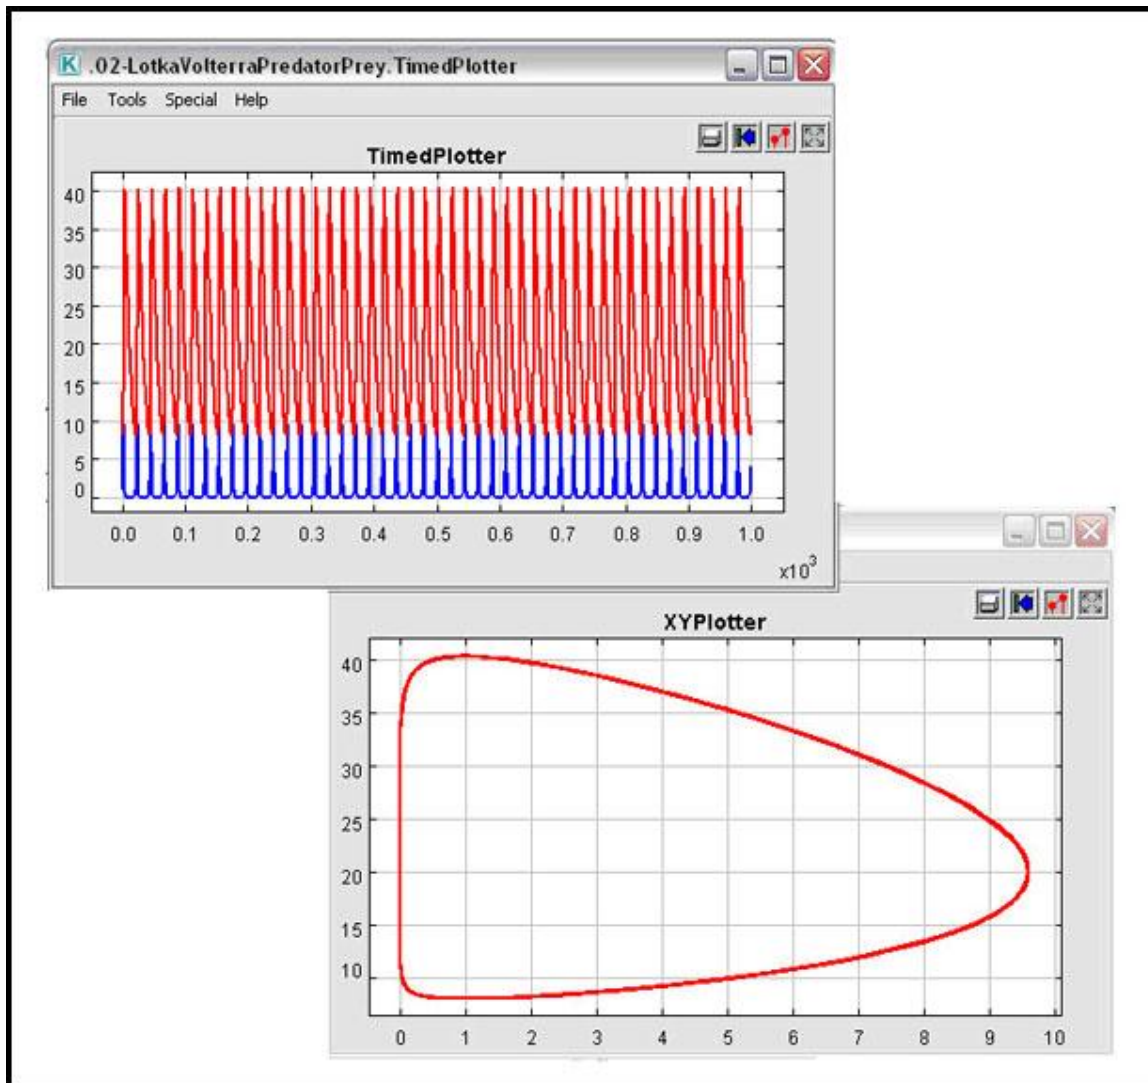 .02-LotkaVolterraPredatorPrey.TimedPlotter
File Tools Special Help
TimedPlotter
40
35
30
25
20
15
10
5
0
0.0 0.1 0.2 0.3 0.4 0.5 0.6 0.7 0.8 0.9 1.0
x10³
XYPlotter
40
35
30
25
20
15
10
0 1 2 3 4 5 6 7 8 9 10